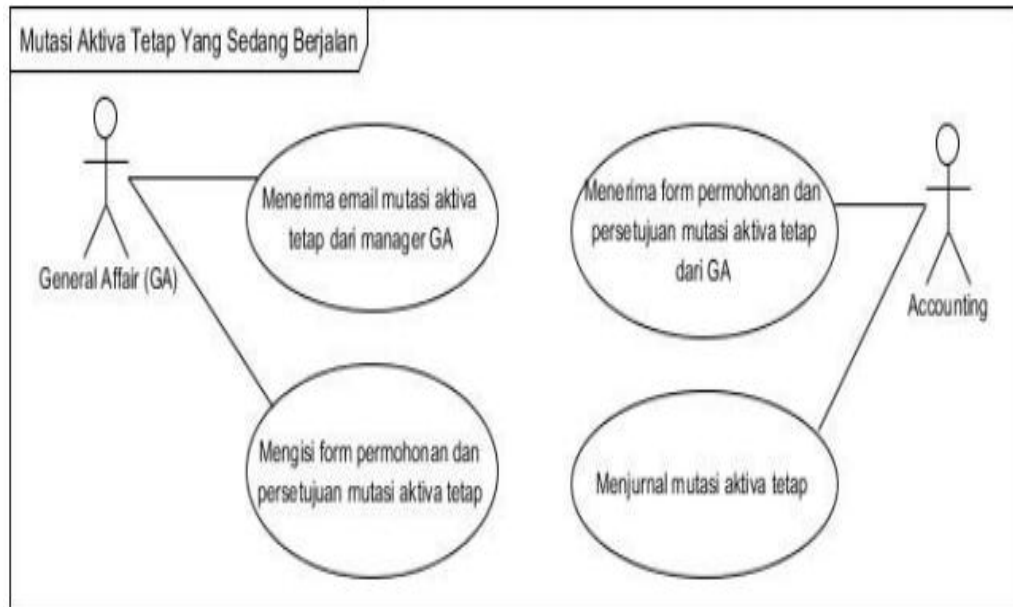 Mutasi Aktiva Tetap Yang Sedang Berjalan
General Affair (GA)
Menerima email mutasi aktiva
tetap dari manager GA
Mengisi form permohonan dan
persetujuan mutasi aktiva tetap
Menerima form permohonan dan
persetujuan mutasi aktiva tetap
dari GA
Menjurnal mutasi aktiva tetap
Accounting